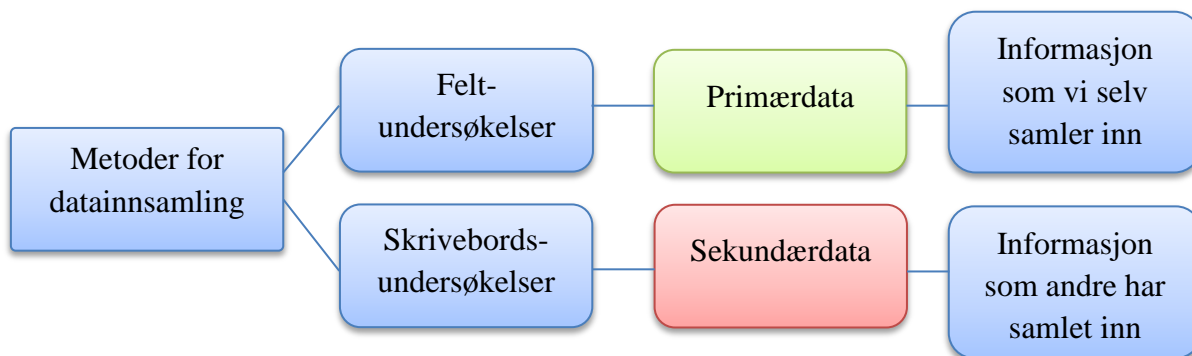 Metoder for
datainnsamling
Felt-
undersøkelser
Primærdata
Informasjon
som vi selv
samler inn
Skrivebords-
undersøkelser
Sekundærdata
Informasjon
som andre har
samlet inn